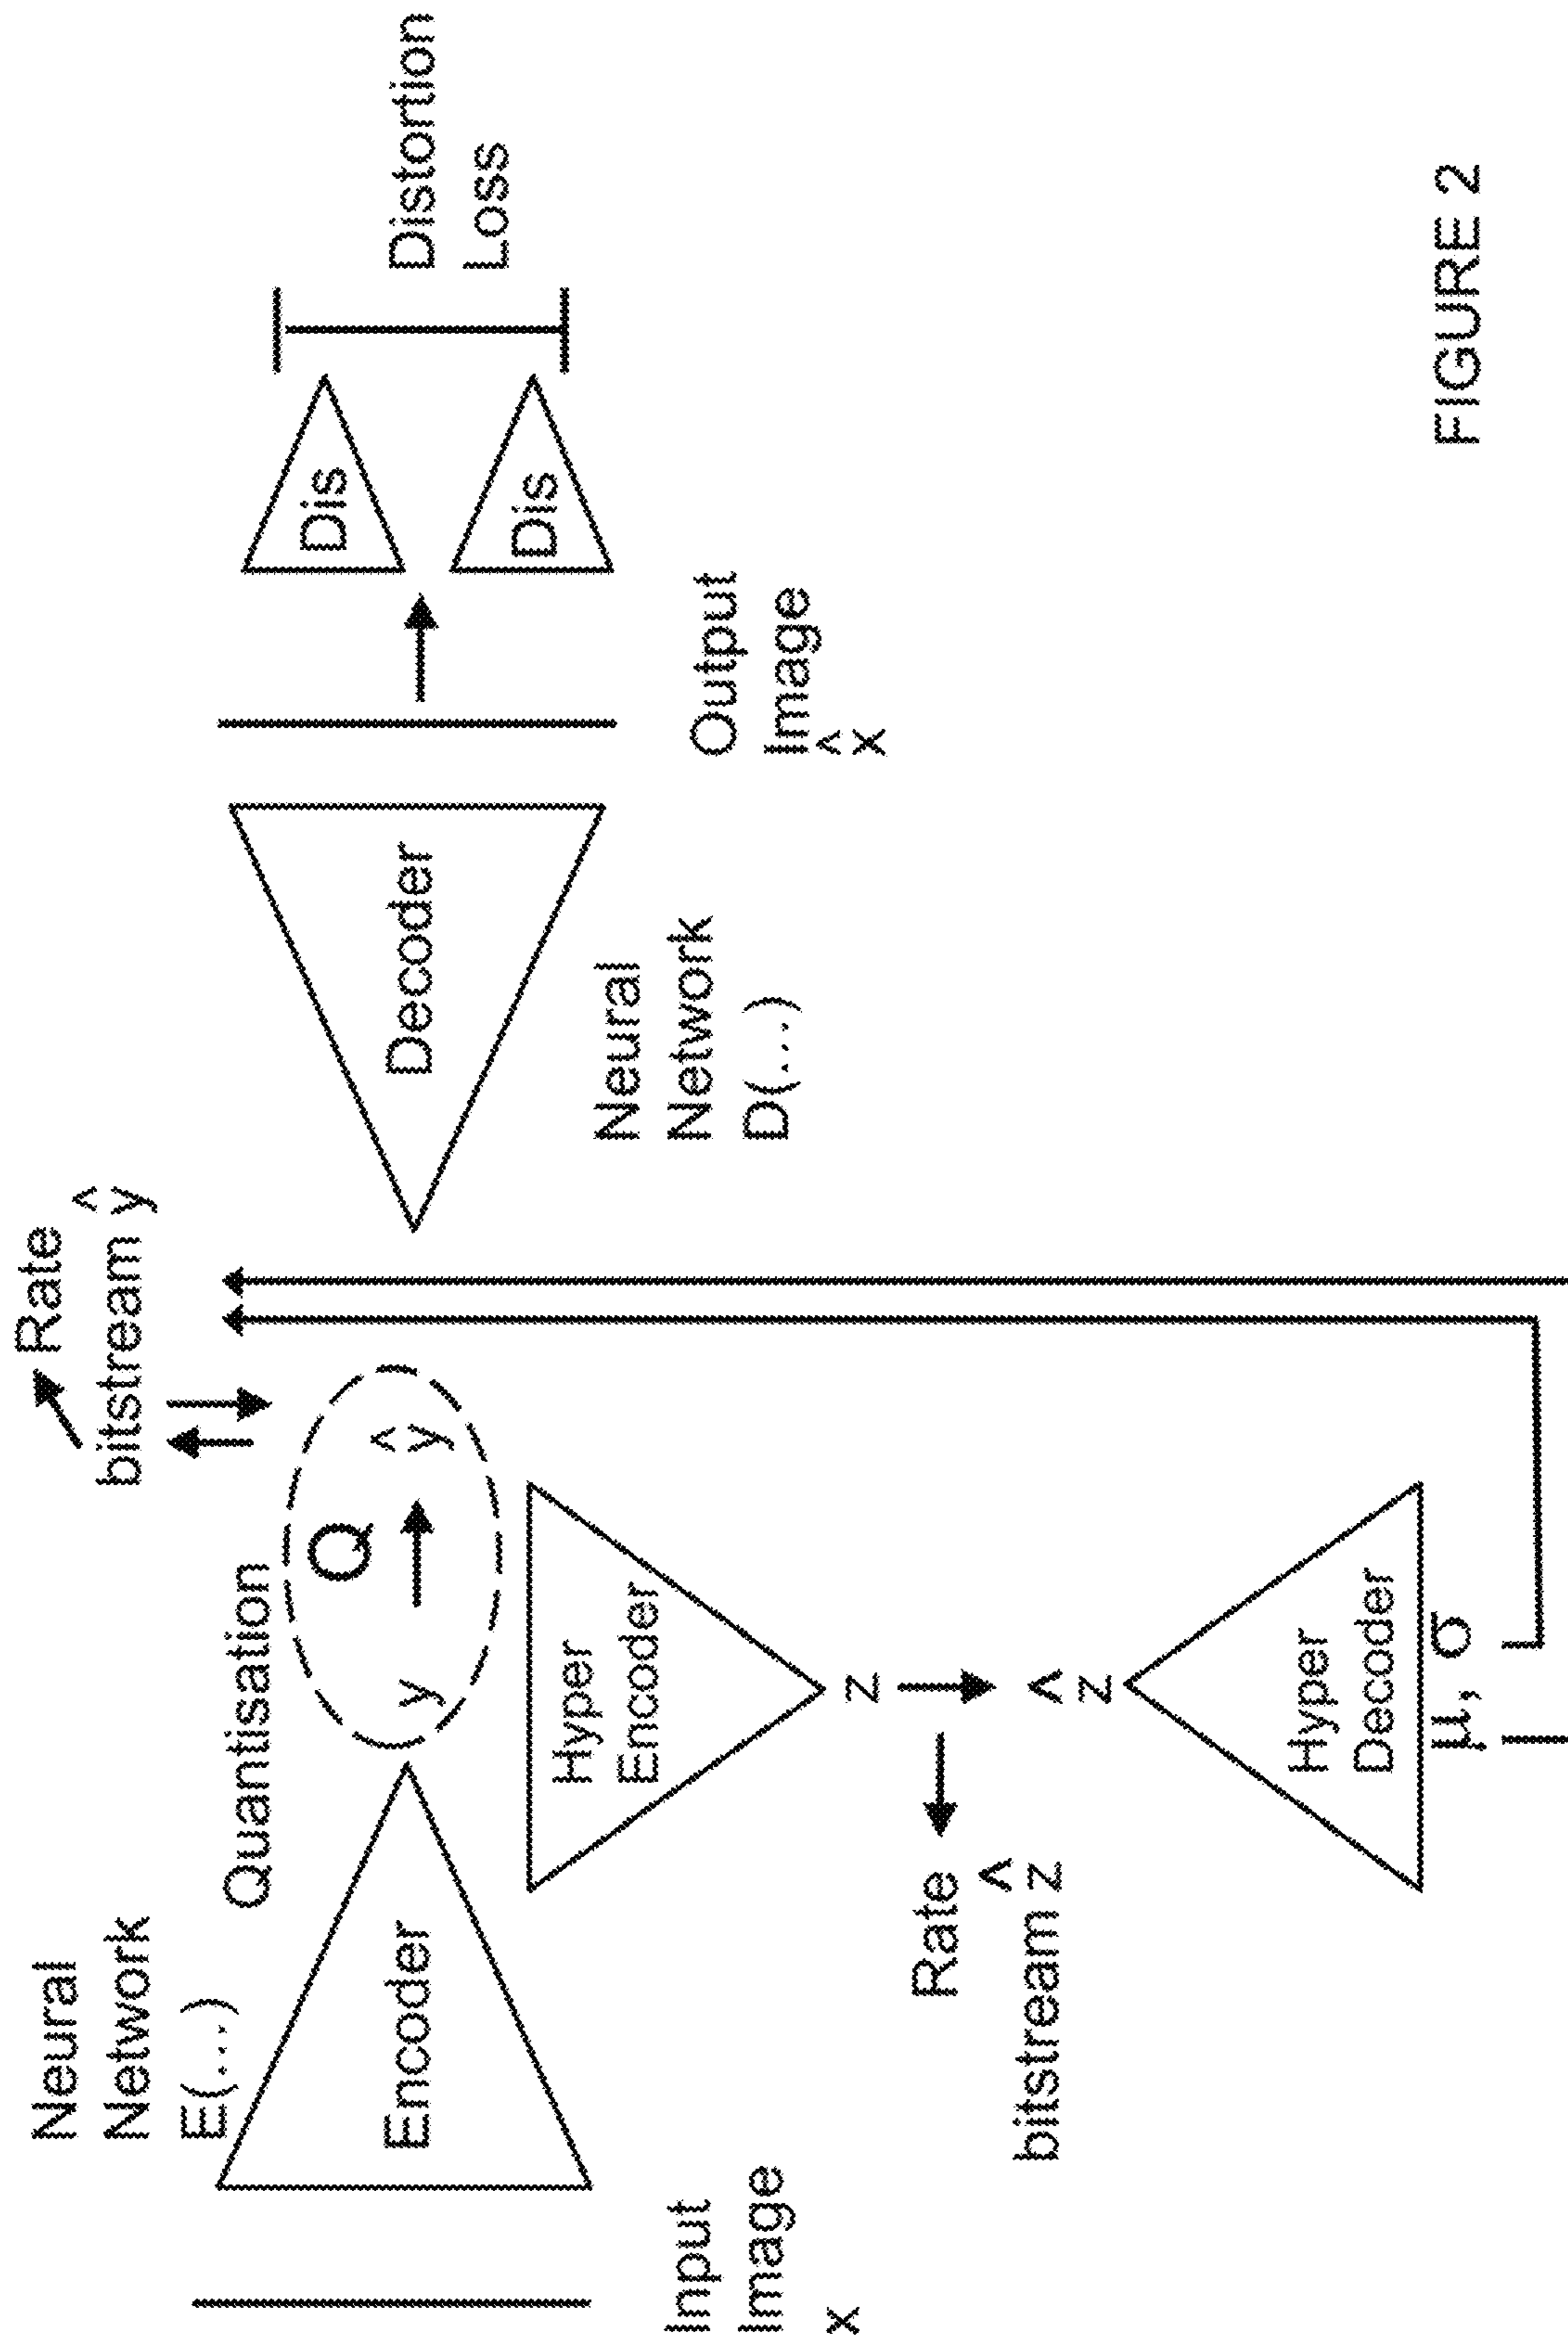 Neural
Network
E(...)
Encoder
Input
Image
x
Quantisation
Q
y
ŷ
Rate
bitstream ŷ
Hyper
Encoder
z
ẑ
Rate
bitstream ẑ
Hyper
Decoder
μ, σ
Decoder
Neural
Network
D(...)
Output
Image
x̂
Dis
Dis
Distortion
Loss
FIGURE 2